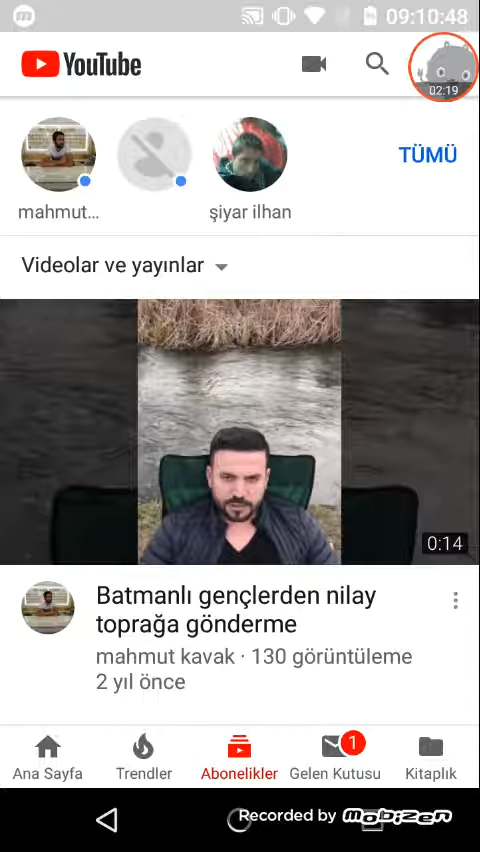 09:10:48
YouTube
02:19
mahmut...
şiyar ilhan
TÜMÜ
Videolar ve yayınlar
0:14
Batmanlı gençlerden nilay
toprağa gönderme
mahmut kavak · 130 görüntüleme
2 yıl önce
1
Ana Sayfa
Trendler
Abonelikler
Gelen Kutusu
Kitaplık
Recorded by Mobizen